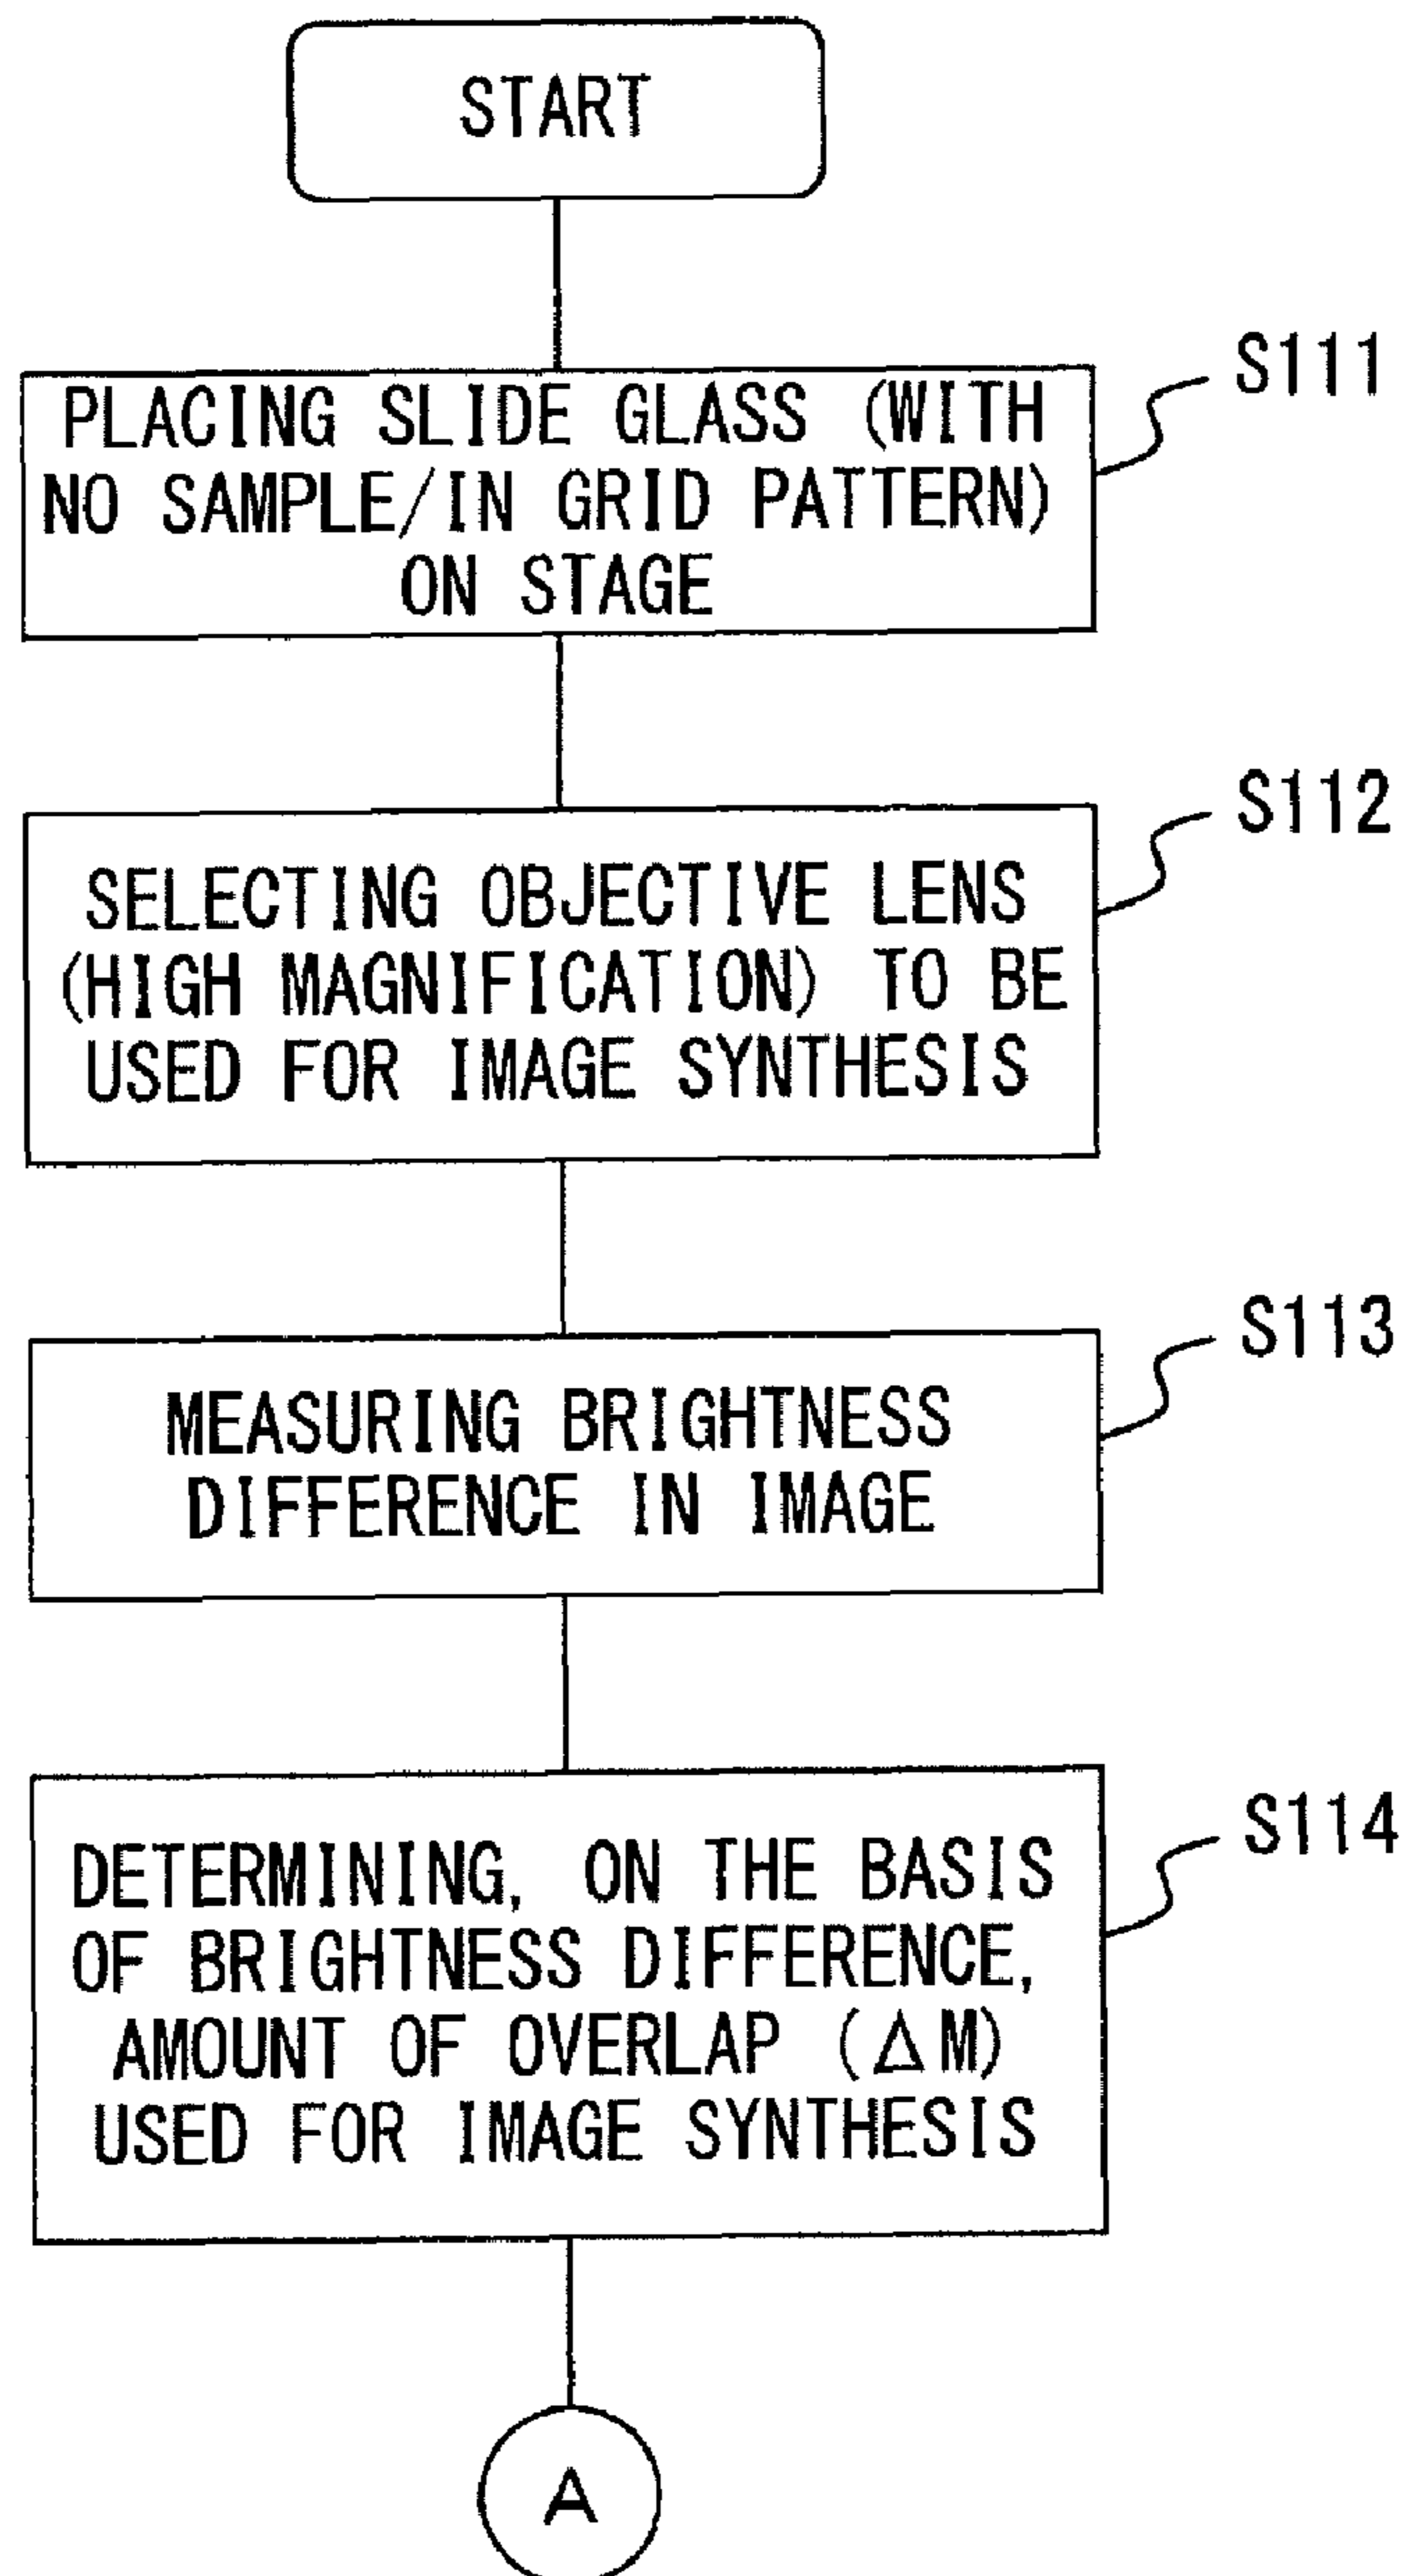 START
S111
PLACING SLIDE GLASS (WITH
NO SAMPLE/IN GRID PATTERN)
ON STAGE
S112
SELECTING OBJECTIVE LENS
(HIGH MAGNIFICATION) TO BE
USED FOR IMAGE SYNTHESIS
S113
MEASURING BRIGHTNESS
DIFFERENCE IN IMAGE
S114
DETERMINING, ON THE BASIS
OF BRIGHTNESS DIFFERENCE,
AMOUNT OF OVERLAP (ΔM)
USED FOR IMAGE SYNTHESIS
A